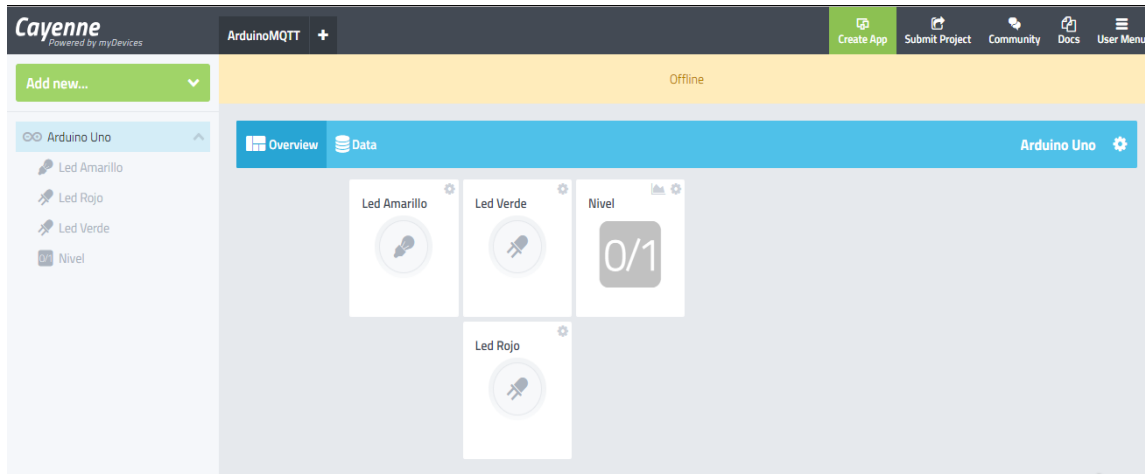 Cayenne
Powered by myDevices
ArduinoMQTT +
Create App
Submit Project
Community
Docs
User Menu
Add new...
Offline
Arduino Uno
Led Amarillo
Led Rojo
Led Verde
0/1 Nivel
Overview
Data
Arduino Uno
Led Amarillo
Led Verde
Nivel
0/1
Led Rojo